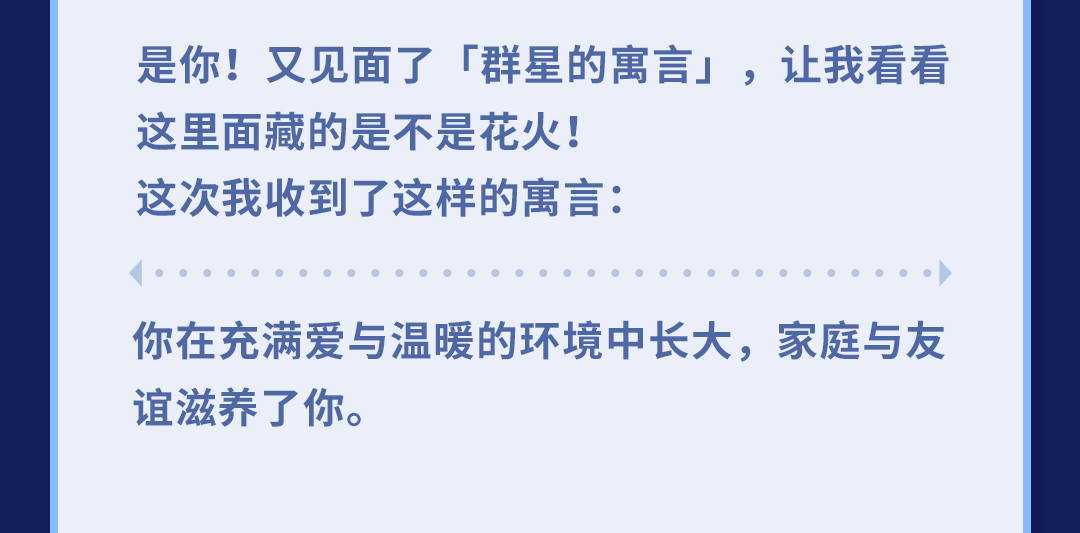 是你！又见面了「群星的寓言」，让我看看
这里面藏的是不是花火！
这次我收到了这样的寓言：
你在充满爱与温暖的环境中长大，家庭与友
谊滋养了你。